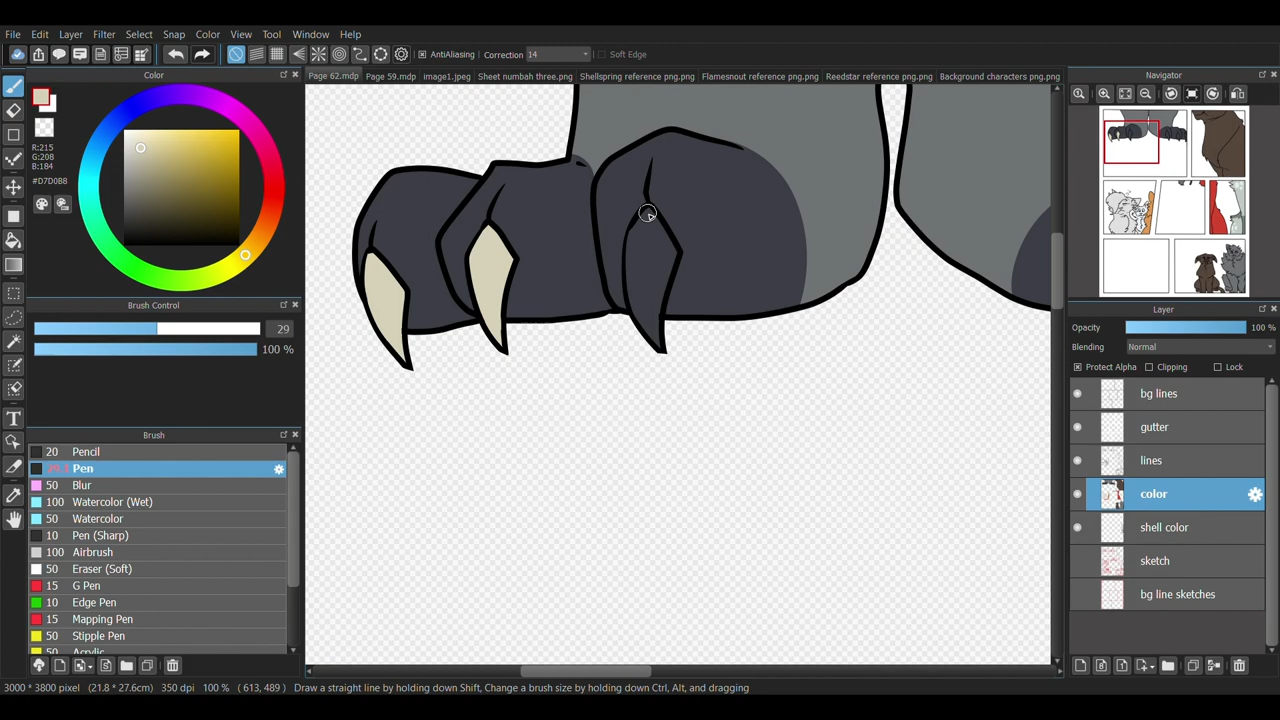 File Edit Layer Filter Select Snap Color View Tool Window Help
AntiAliasing Correction 14 Soft Edge
Color
Page 62.mdp Page 59.mdp image1.jpeg Sheet numbah three.png Shellspring reference png.png Flamesnout reference png.png Reedstar reference png.png Background characters png.png
Navigator
R:215
G:208
B:184
#D7D0B8
Brush Control
29
100 %
Brush
20 Pencil
Pen
50 Blur
100 Watercolor (Wet)
50 Watercolor
10 Pen (Sharp)
100 Airbrush
50 Eraser (Soft)
15 G Pen
10 Edge Pen
15 Mapping Pen
50 Stipple Pen
50 Acrylic
Layer
Opacity 100 %
Blending Normal
Protect Alpha Clipping Lock
bg lines
gutter
lines
color
shell color
sketch
bg line sketches
3000 * 3800 pixel (21.8 * 27.6cm) 350 dpi 100 % ( 613, 489 ) Draw a straight line by holding down Shift, Change a brush size by holding down Ctrl, Alt, and dragging